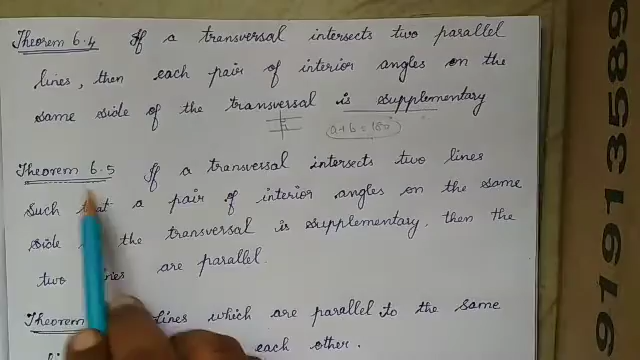 Theorem 6.4 If a transversal intersects two parallel
lines, then each pair of interior angles on the
same side of the transversal is supplementary
a+b=180°
Theorem 6.5 If a transversal intersects two lines
such that a pair of interior angles on the same
side the transversal is supplementary, then the
two are parallel.
Theorem lines which are parallel to the same
each other.
919135